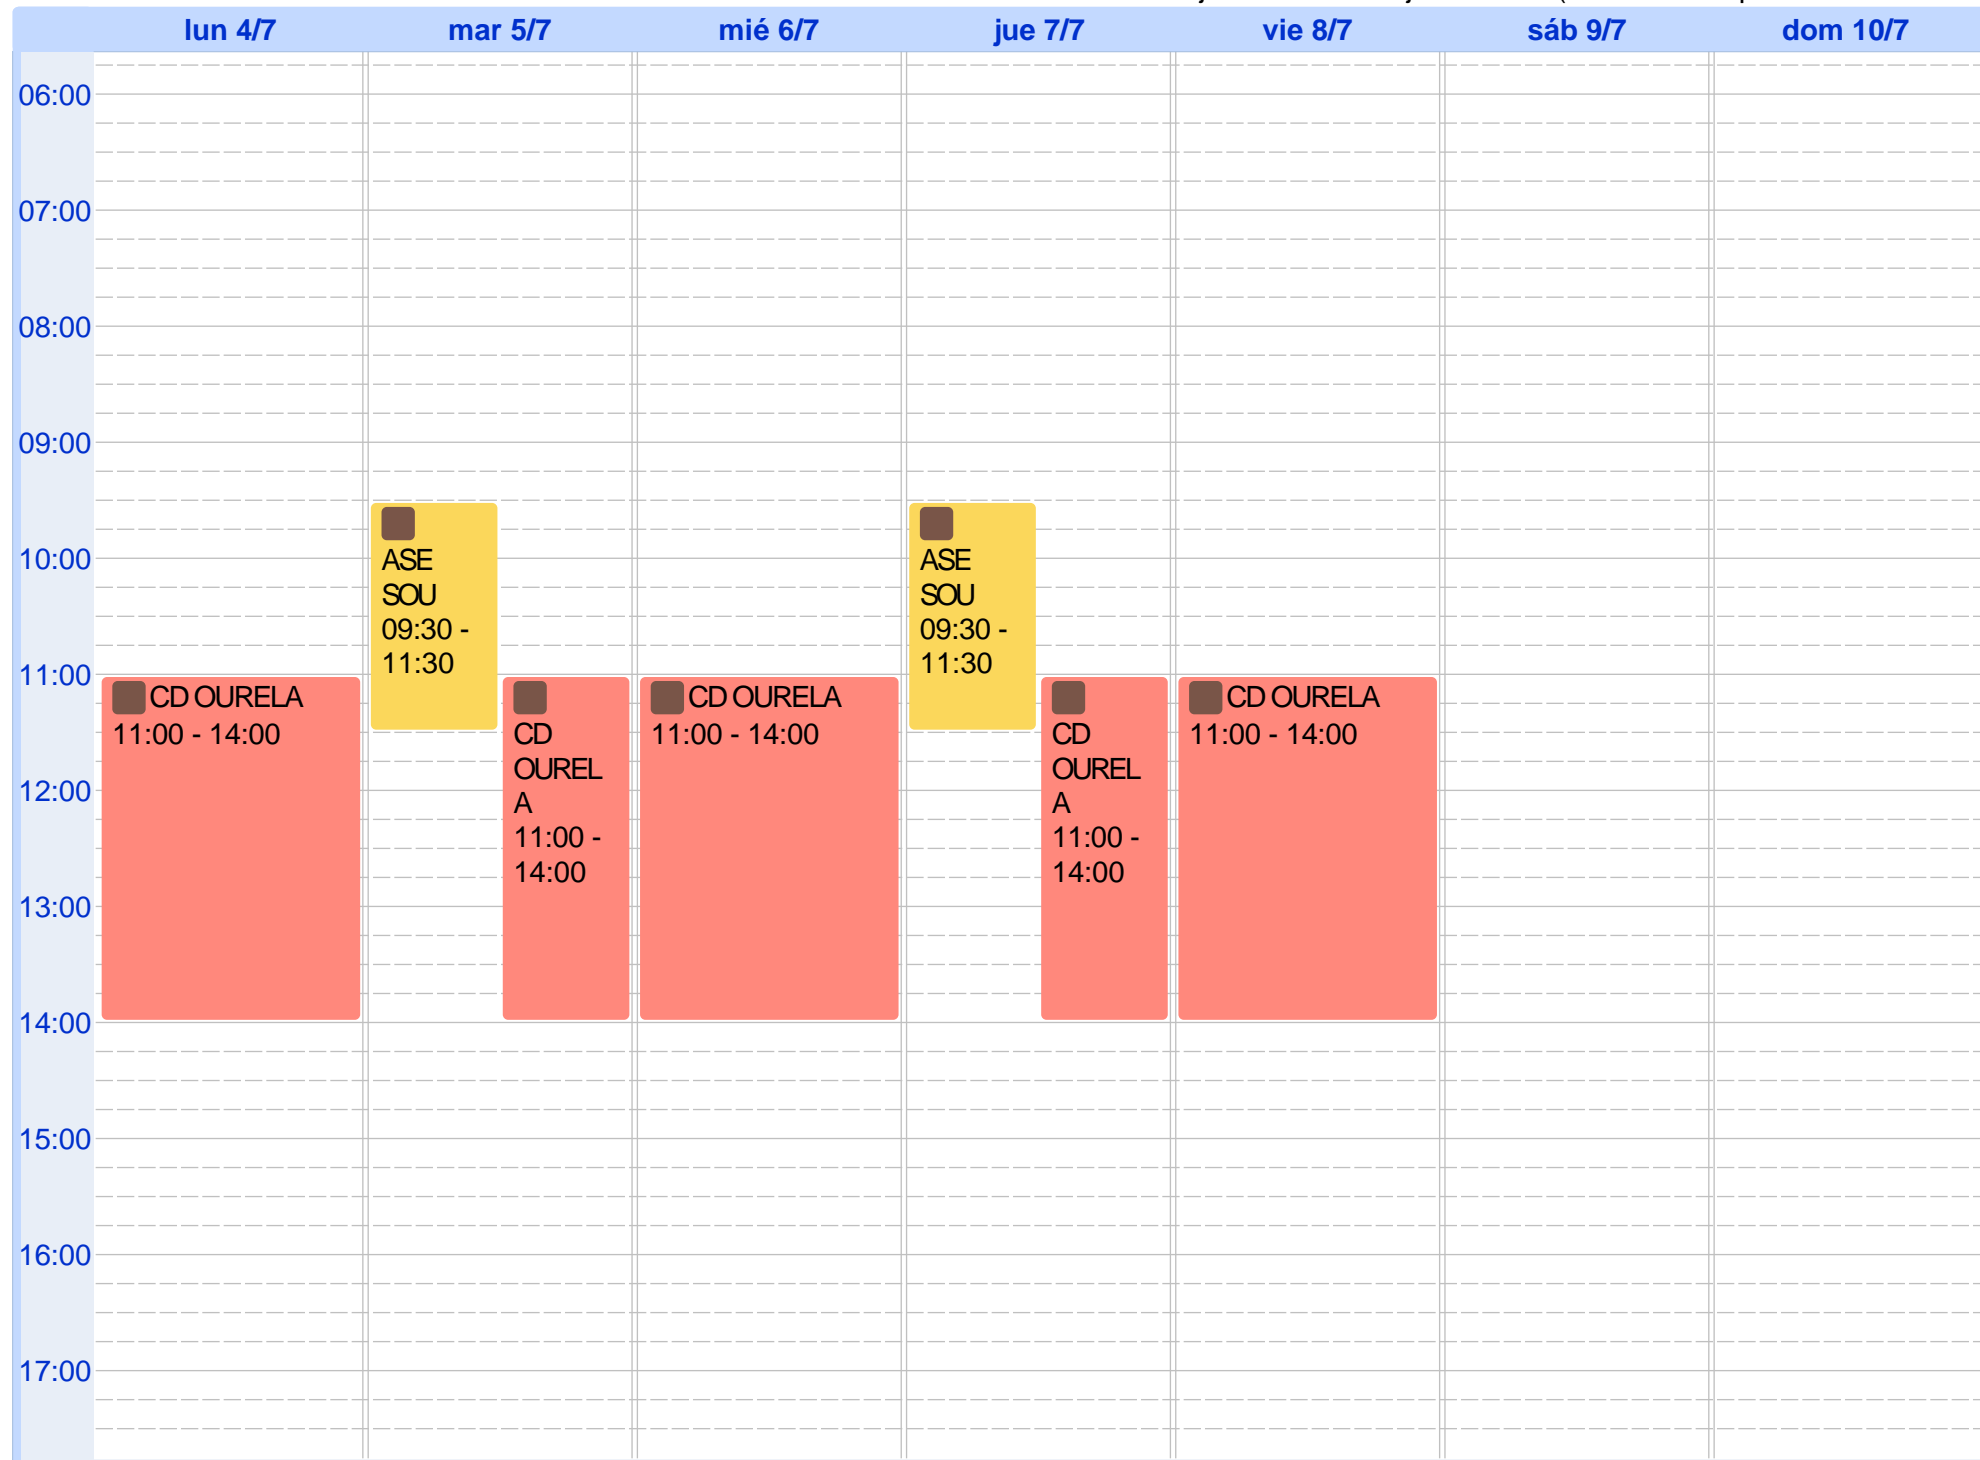 lun 4/7 mar 5/7 mié 6/7 jue 7/7 vie 8/7 sáb 9/7 dom 10/7
06:00
07:00
08:00
09:00
10:00
11:00
12:00
13:00
14:00
15:00
16:00
17:00
CD OURELA
11:00 - 14:00
ASE
SOU
09:30 -
11:30
CD
OUREL
A
11:00 -
14:00
CD OURELA
11:00 - 14:00
ASE
SOU
09:30 -
11:30
CD
OUREL
A
11:00 -
14:00
CD OURELA
11:00 - 14:00